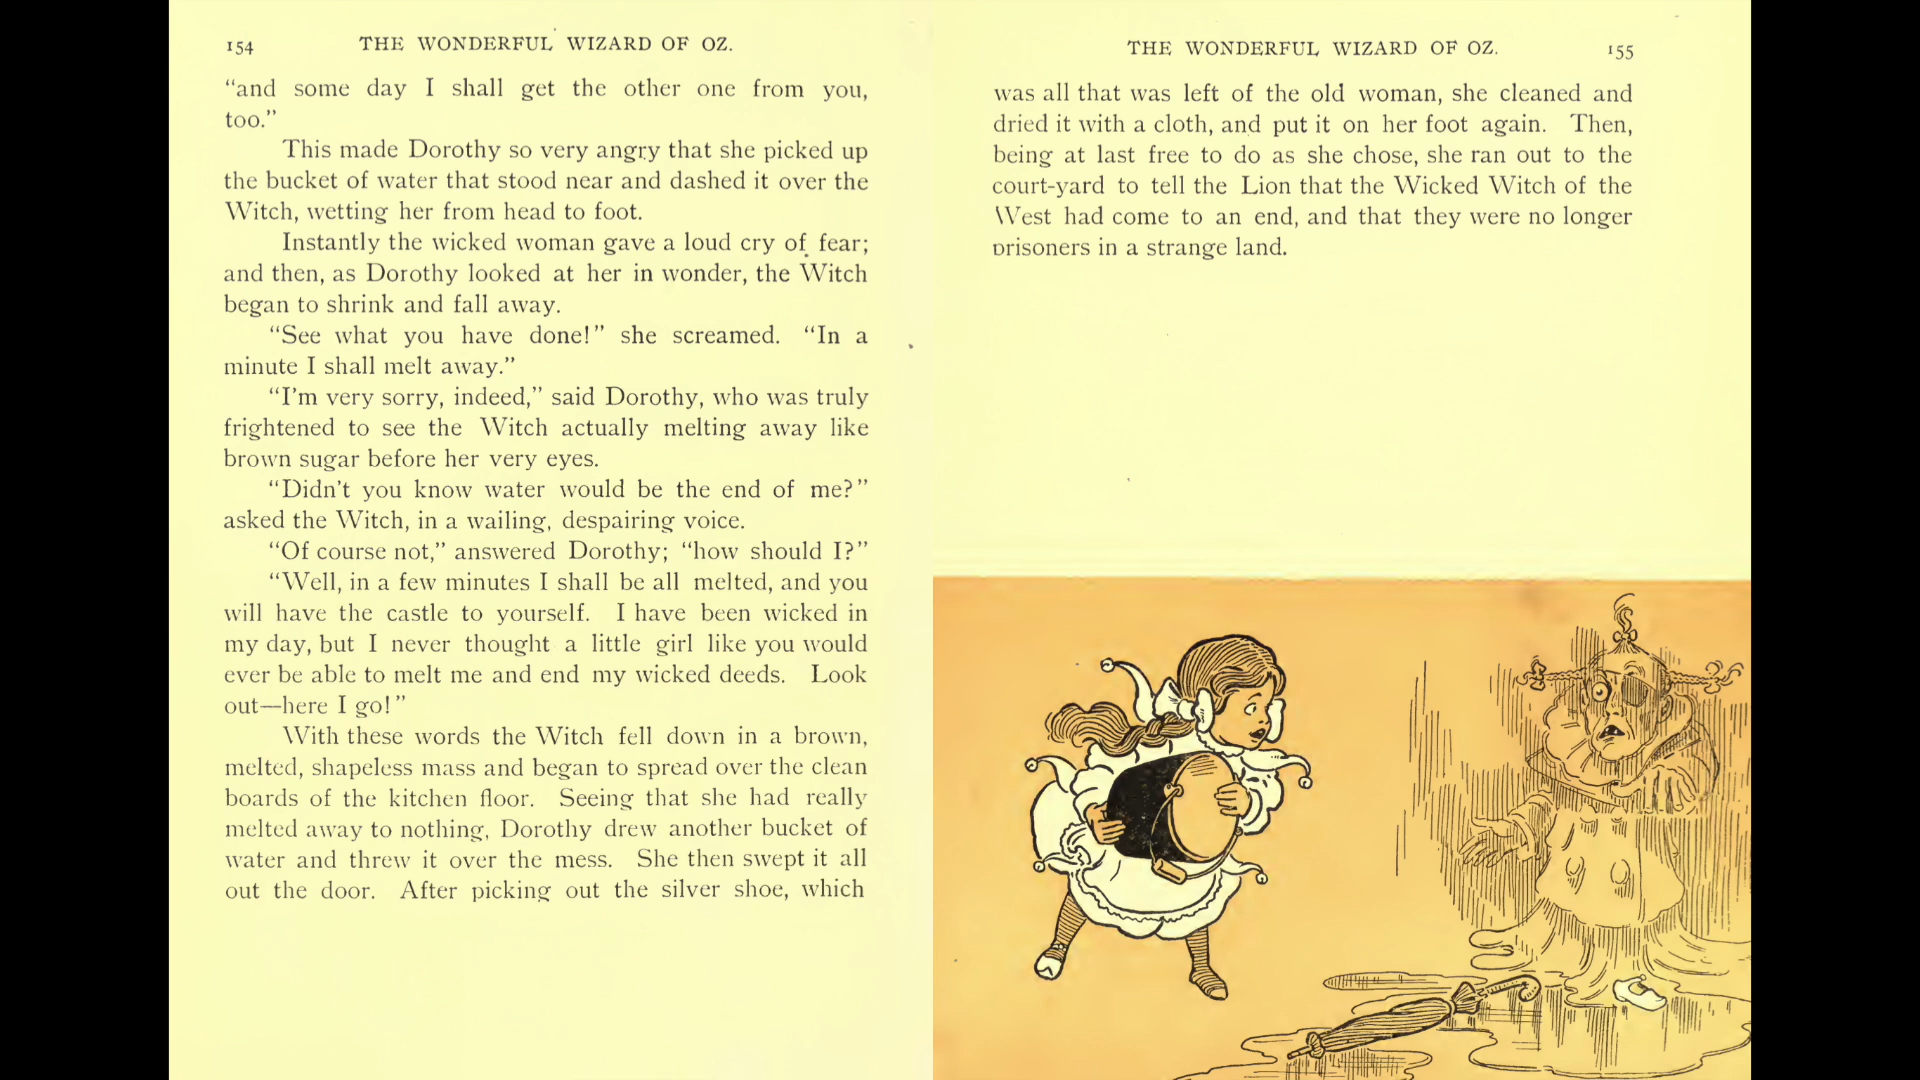 154 THE WONDERFUL WIZARD OF OZ.
“and some day I shall get the other one from you,
too.”
This made Dorothy so very angry that she picked up
the bucket of water that stood near and dashed it over the
Witch, wetting her from head to foot.
Instantly the wicked woman gave a loud cry of fear;
and then, as Dorothy looked at her in wonder, the Witch
began to shrink and fall away.
“See what you have done!” she screamed. “In a
minute I shall melt away.”
“I'm very sorry, indeed,” said Dorothy, who was truly
frightened to see the Witch actually melting away like
brown sugar before her very eyes.
“Didn't you know water would be the end of me?”
asked the Witch, in a wailing, despairing voice.
“Of course not,” answered Dorothy; “how should I?”
“Well, in a few minutes I shall be all melted, and you
will have the castle to yourself. I have been wicked in
my day, but I never thought a little girl like you would
ever be able to melt me and end my wicked deeds. Look
out—here I go!”
With these words the Witch fell down in a brown,
melted, shapeless mass and began to spread over the clean
boards of the kitchen floor. Seeing that she had really
melted away to nothing, Dorothy drew another bucket of
water and threw it over the mess. She then swept it all
out the door. After picking out the silver shoe, which
THE WONDERFUL WIZARD OF OZ. 155
was all that was left of the old woman, she cleaned and
dried it with a cloth, and put it on her foot again. Then,
being at last free to do as she chose, she ran out to the
court-yard to tell the Lion that the Wicked Witch of the
West had come to an end, and that they were no longer
prisoners in a strange land.